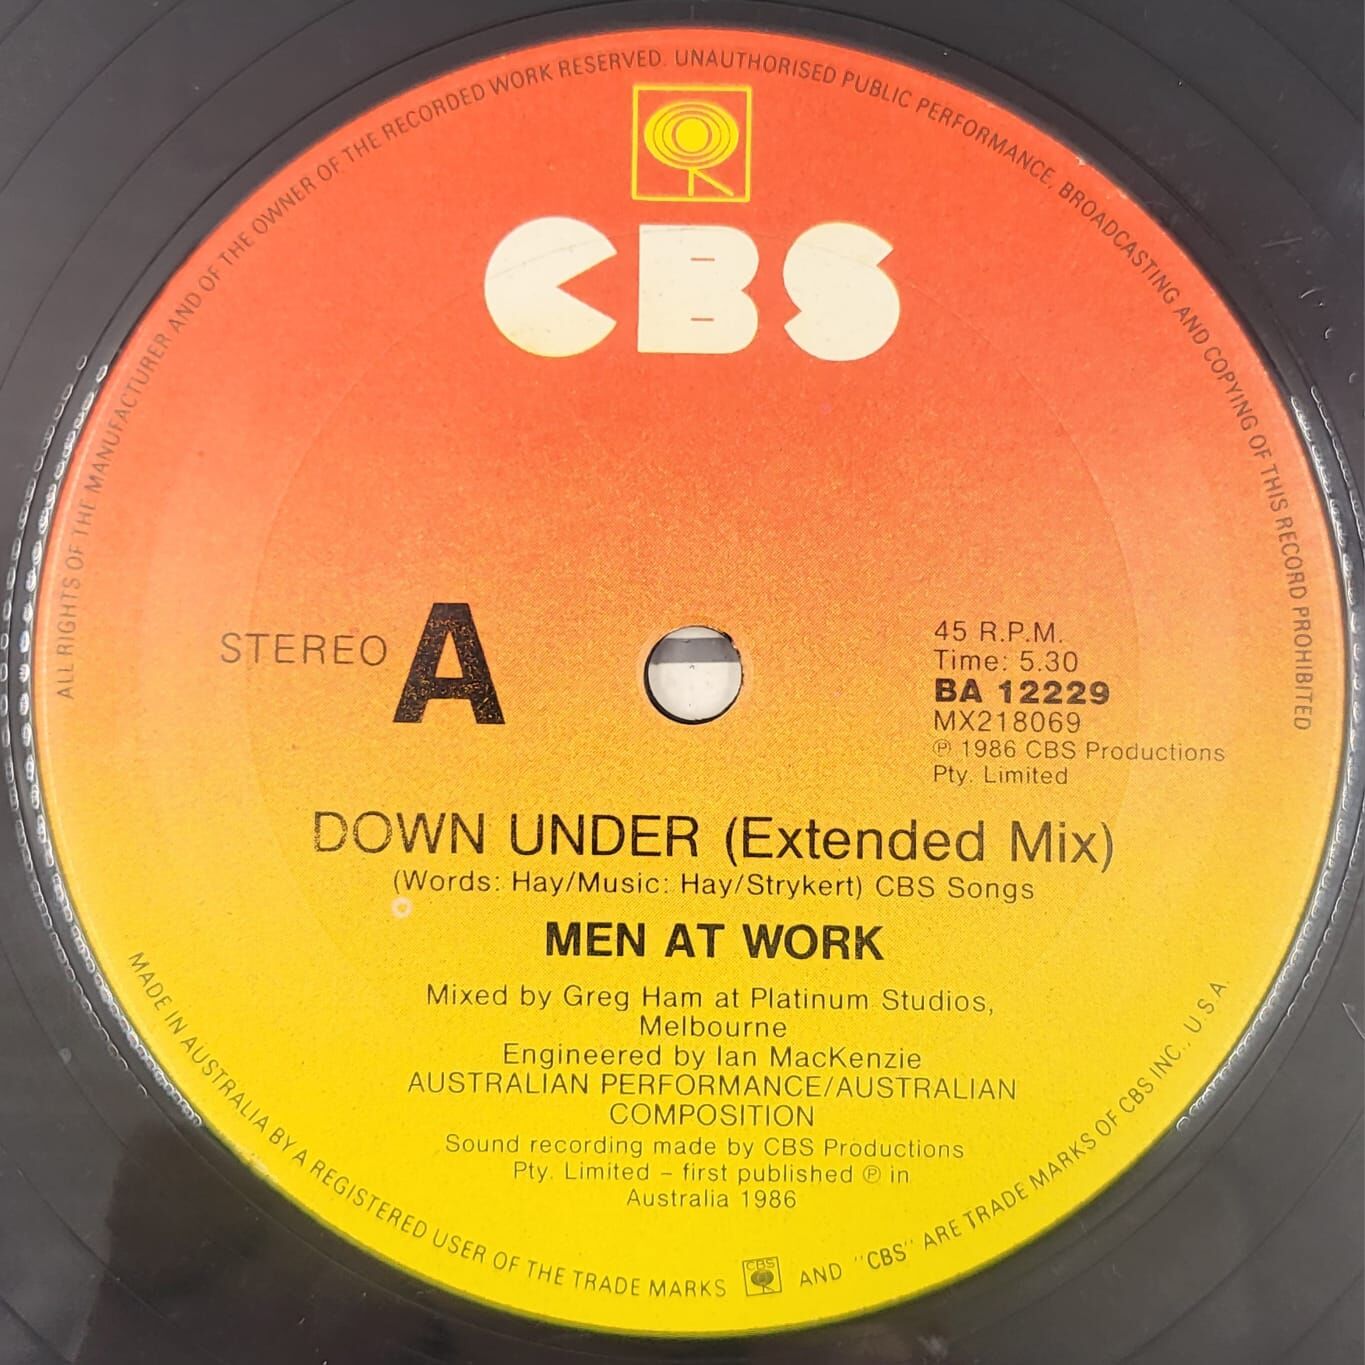 ALL RIGHTS OF THE MANUFACTURER AND OF THE OWNER OF THE RECORDED WORK RESERVED. UNAUTHORISED PUBLIC PERFORMANCE, BROADCASTING AND COPYING OF THIS RECORD PROHIBITED
CBS
STEREO A
45 R.P.M.
Time: 5.30
BA 12229
MX218069
℗ 1986 CBS Productions
Pty. Limited
DOWN UNDER (Extended Mix)
(Words: Hay/Music: Hay/Strykert) CBS Songs
MEN AT WORK
Mixed by Greg Ham at Platinum Studios,
Melbourne
Engineered by Ian MacKenzie
AUSTRALIAN PERFORMANCE/AUSTRALIAN
COMPOSITION
Sound recording made by CBS Productions
Pty. Limited – first published ℗ in
Australia 1986
MADE IN AUSTRALIA BY A REGISTERED USER OF THE TRADE MARKS CBS AND "CBS" ARE TRADE MARKS OF CBS INC., U.S.A.